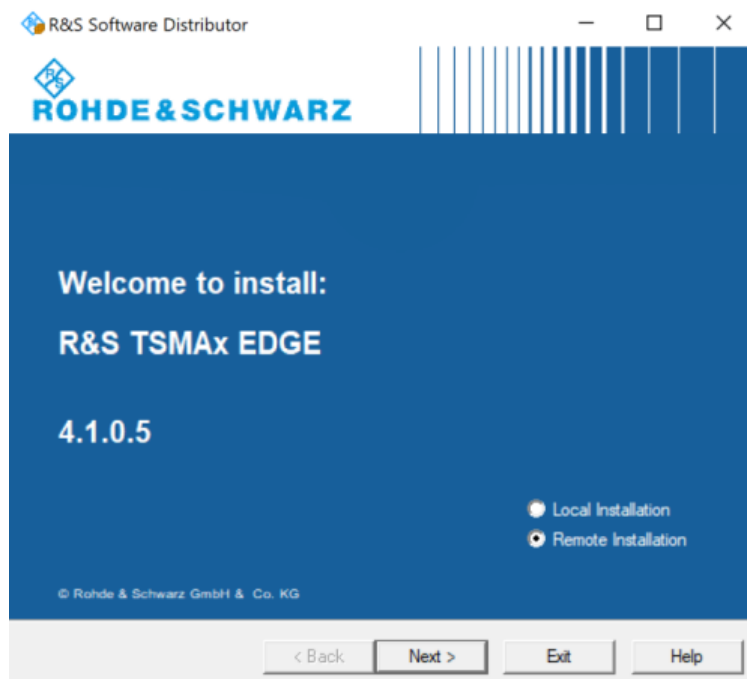 R&S Software Distributor
R&S
ROHDE&SCHWARZ
Welcome to install:
R&S TSMAx EDGE
4.1.0.5
Local Installation
Remote Installation
© Rohde & Schwarz GmbH & Co. KG
< Back Next > Exit Help